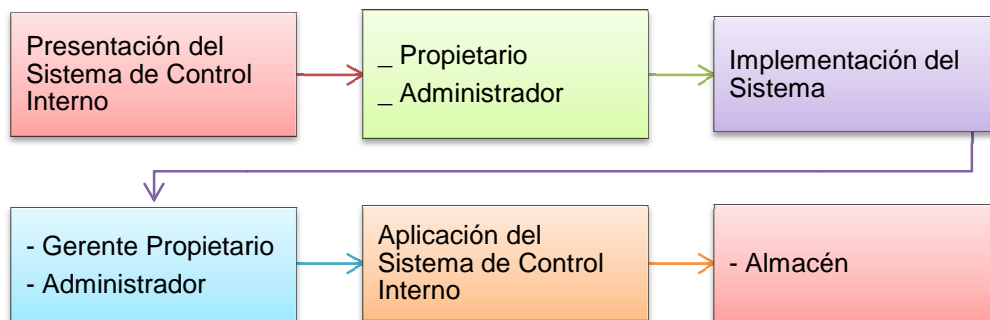 Presentación del
Sistema de Control
Interno
_ Propietario
_ Administrador
Implementación del
Sistema
- Gerente Propietario
- Administrador
Aplicación del
Sistema de Control
Interno
- Almacén